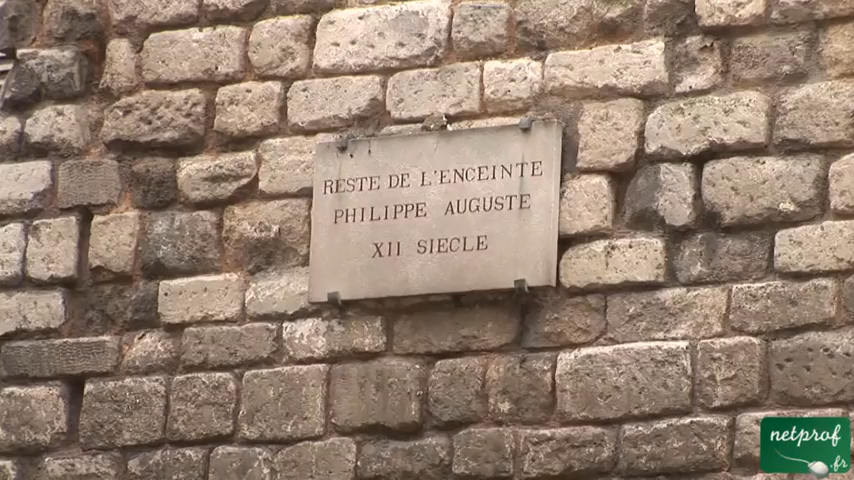 RESTE DE L'ENCEINTE
PHILIPPE AUGUSTE
XII SIECLE
netprof
.fr